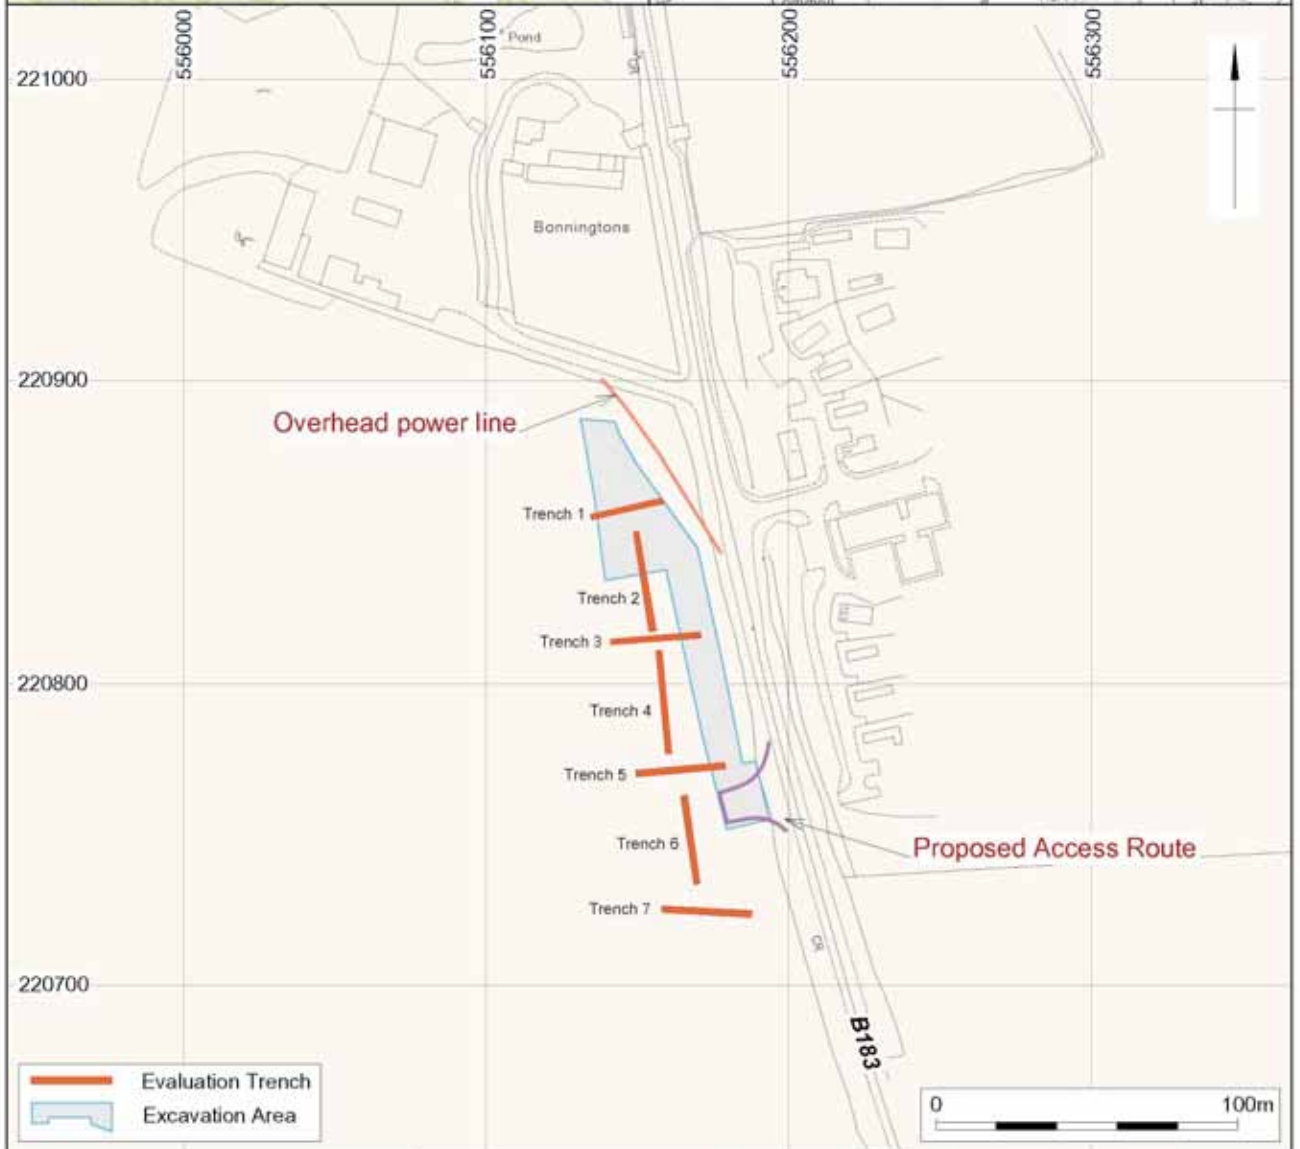 556000
556100
556200
556300
221000
Pond
Bonningtons
220900
Overhead power line
Trench 1
Trench 2
Trench 3
220800
Trench 4
Trench 5
Trench 6
Proposed Access Route
Trench 7
CR
220700
B183
Evaluation Trench
Excavation Area
0 100m